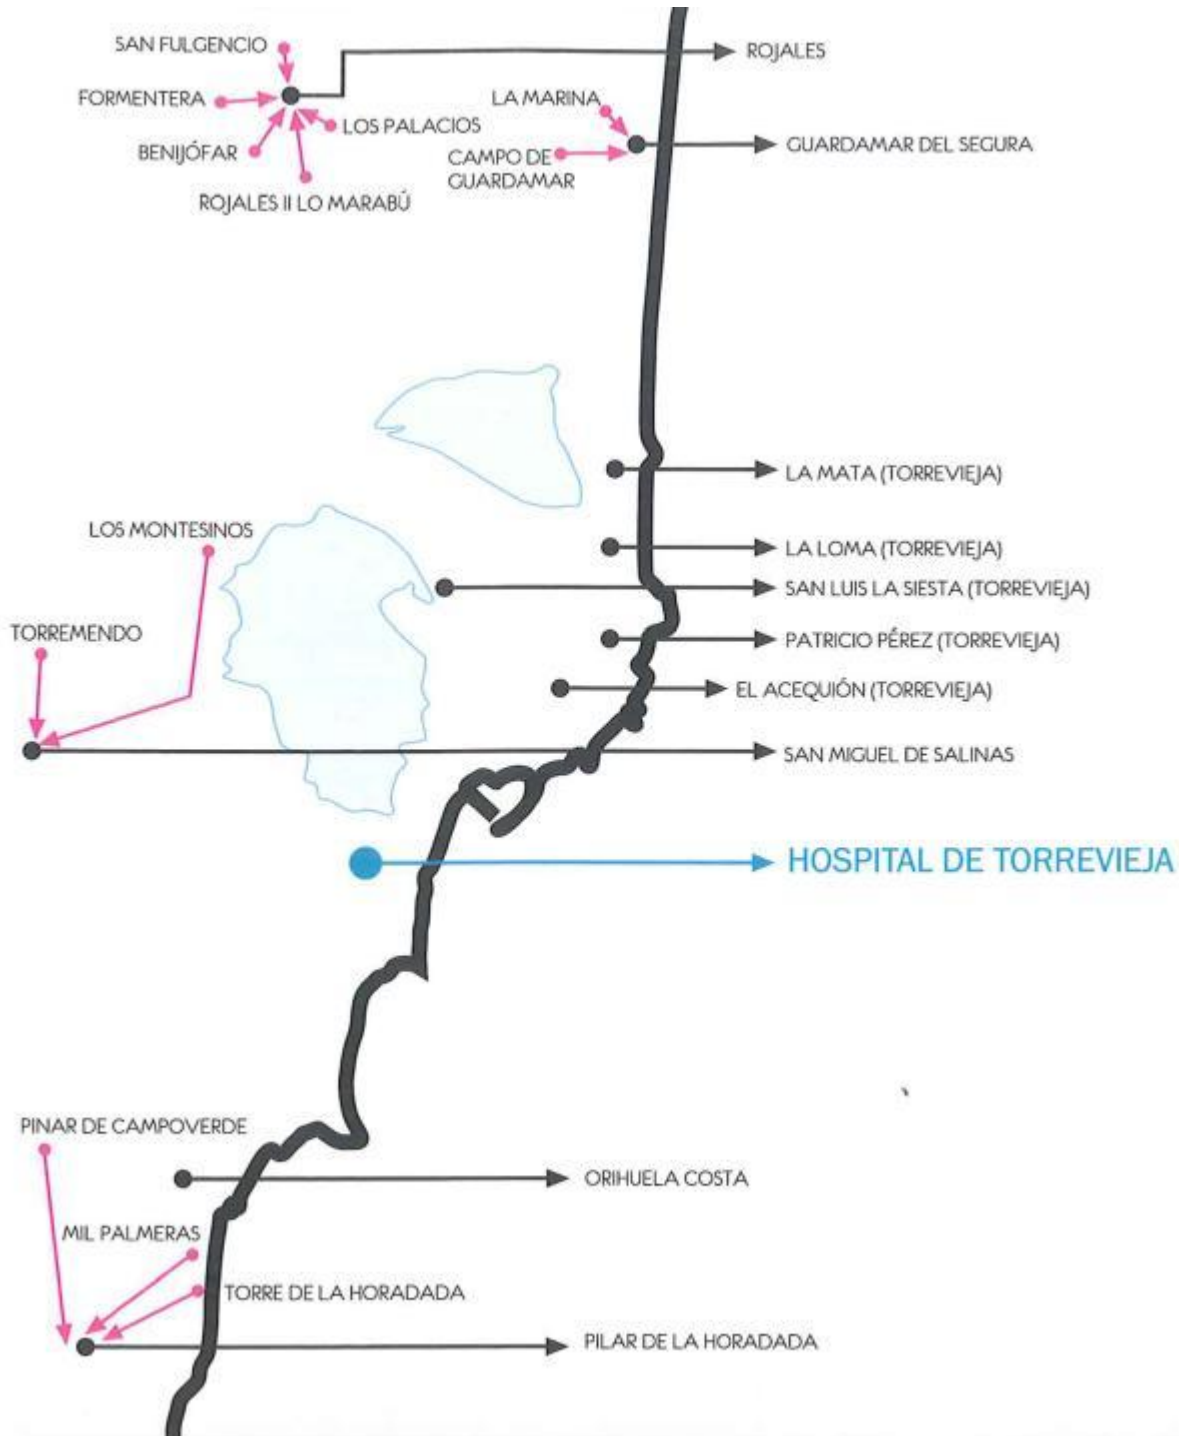 SAN FULGENCIO
ROJALES
FORMENTERA
LA MARINA
LOS PALACIOS
BENIJÓFAR
GUARDAMAR DEL SEGURA
CAMPO DE
GUARDAMAR
ROJALES II LO MARABÚ
LA MATA (TORREVIEJA)
LOS MONTESINOS
LA LOMA (TORREVIEJA)
SAN LUIS LA SIESTA (TORREVIEJA)
TORREMENDO
PATRICIO PÉREZ (TORREVIEJA)
EL ACEQUIÓN (TORREVIEJA)
SAN MIGUEL DE SALINAS
HOSPITAL DE TORREVIEJA
PINAR DE CAMPOVERDE
ORIHUELA COSTA
MIL PALMERAS
TORRE DE LA HORADADA
PILAR DE LA HORADADA